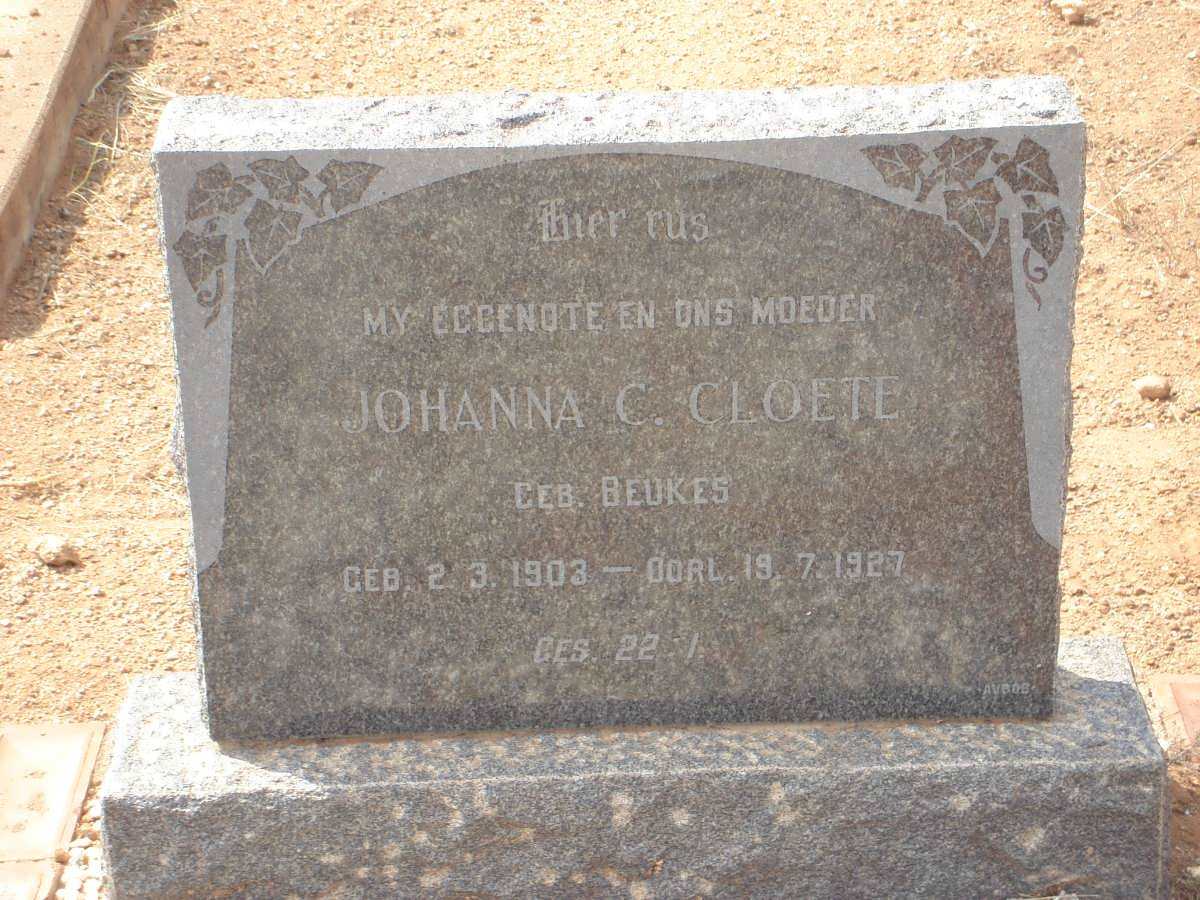 Hier rus
MY EGGENOTE EN ONS MOEDER
JOHANNA C. CLOETE
GEB. BEUKES
GEB. 2. 3. 1903 — OORL. 19. 7. 1927
GES. 22 : 1
AVBOB